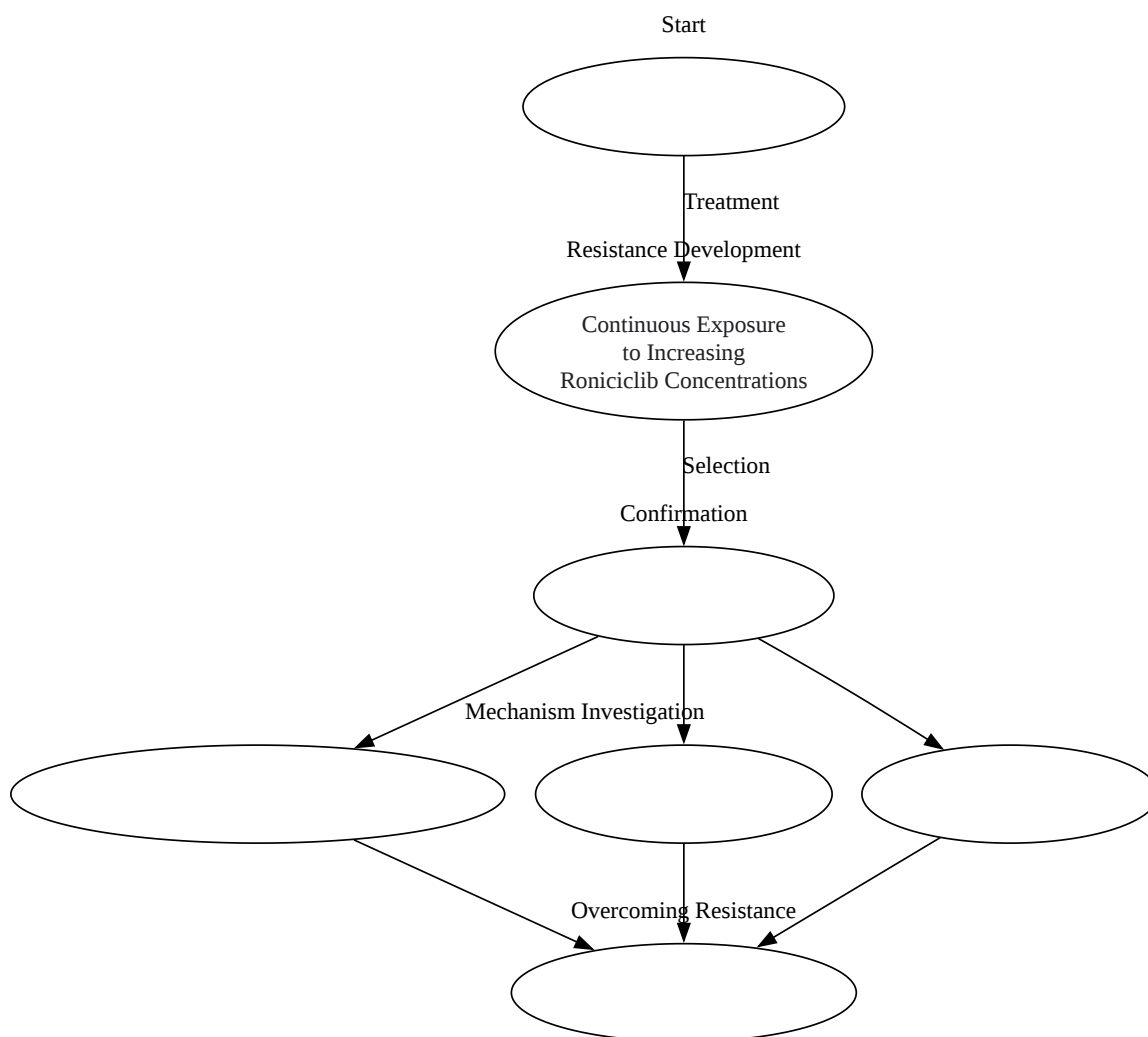 Start
Treatment
Resistance Development
Continuous Exposure
to Increasing
Roniciclib Concentrations
Selection
Confirmation
Mechanism Investigation
Overcoming Resistance